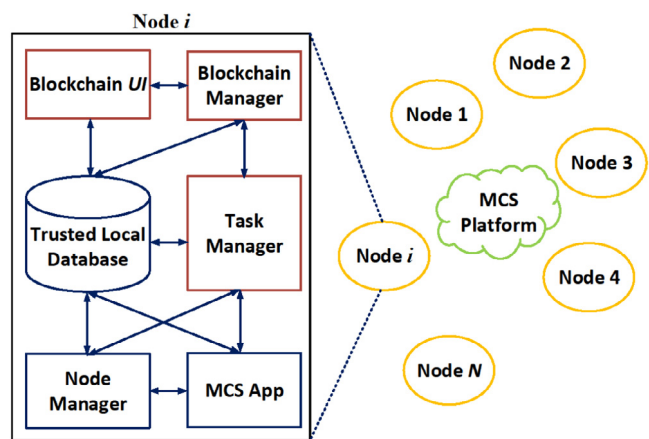 Node i
Blockchain UI
Blockchain
Manager
Trusted Local
Database
Task
Manager
Node
Manager
MCS App
Node 2
Node 1
Node 3
MCS
Platform
Node i
Node 4
Node N